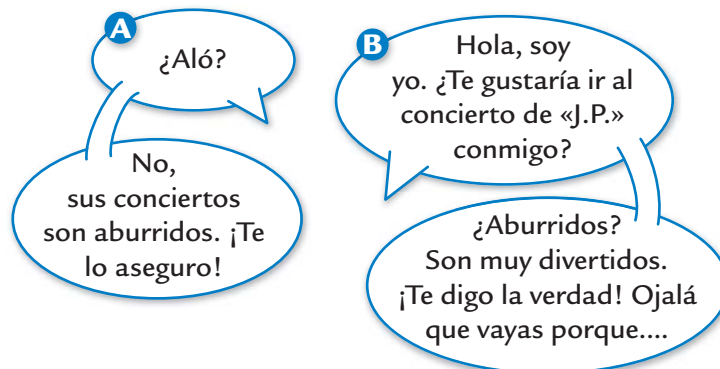 A
¿Aló?
No,
sus conciertos
son aburridos. ¡Te
lo aseguro!
B
Hola, soy
yo. ¿Te gustaría ir al
concierto de «J.P.»
conmigo?
¿Aburridos?
Son muy divertidos.
¡Te digo la verdad! Ojalá
que vayas porque....